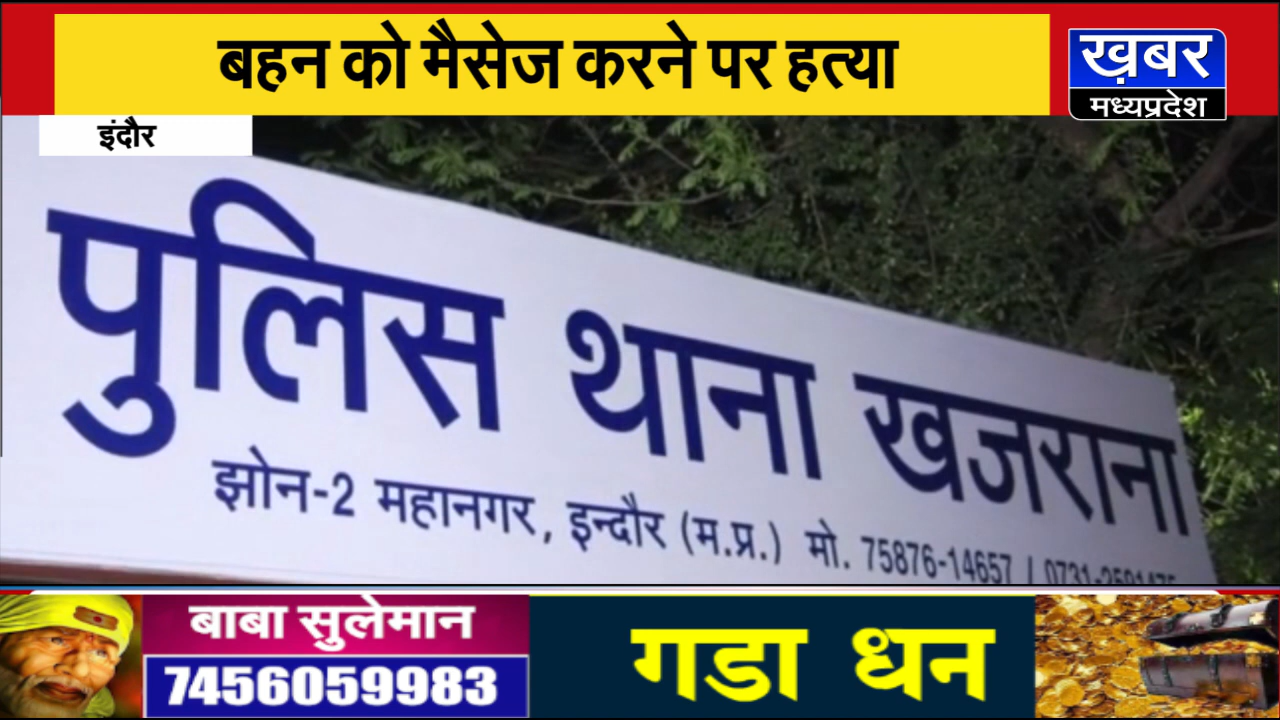 बहन को मैसेज करने पर हत्या
ख़बर
मध्यप्रदेश
इंदौर
पुलिस थाना खजराना
झोन-2 महानगर, इन्दौर (म.प्र.) मो. 75876-14657 /
बाबा सुलेमान
7456059983
गडा धन